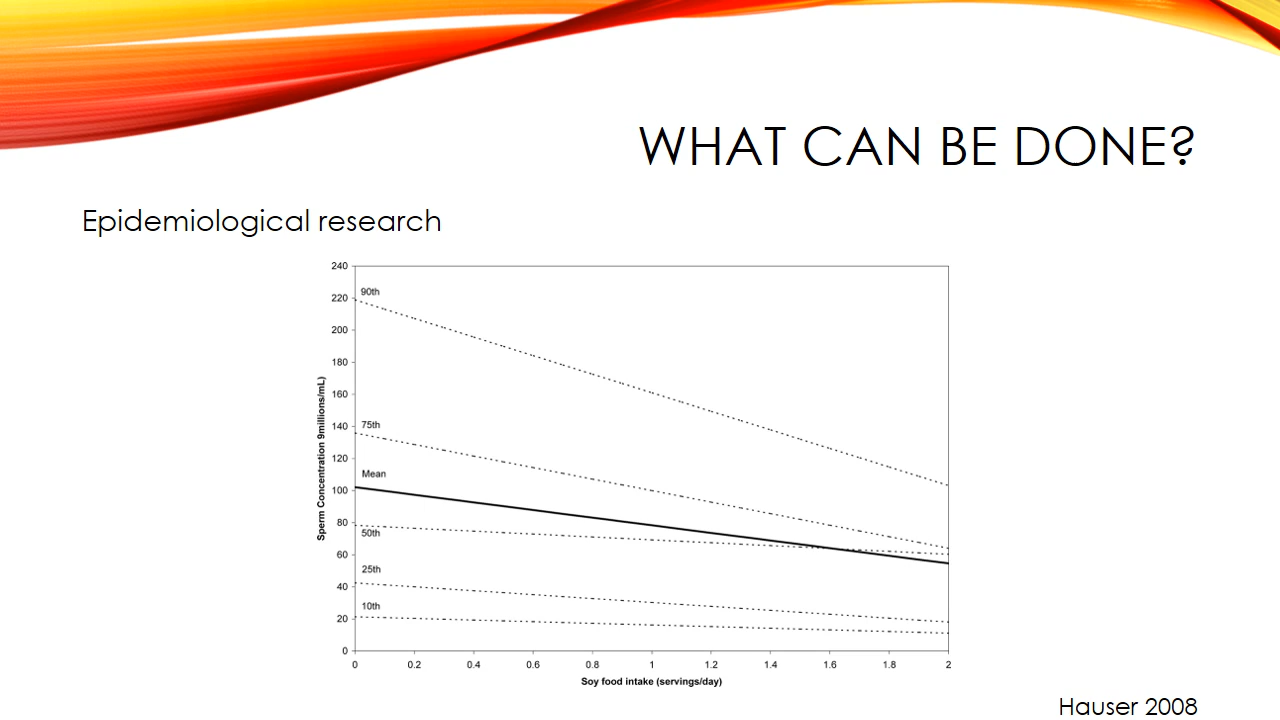 WHAT CAN BE DONE?
Epidemiological research
240
220
200
180
160
140
120
100
80
60
40
20
0
Sperm Concentration 9millions/mL)
90th
75th
Mean
50th
25th
10th
0 0.2 0.4 0.6 0.8 1 1.2 1.4 1.6 1.8 2
Soy food intake (servings/day)
Hauser 2008